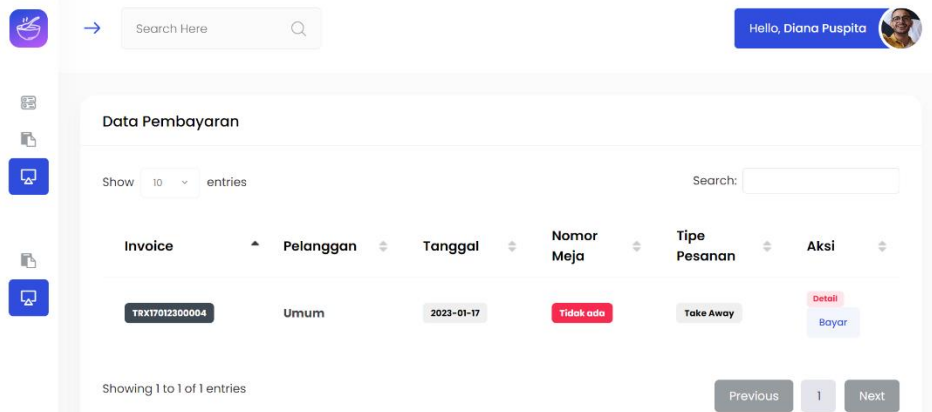 Search Here
Hello, Diana Puspita
Data Pembayaran
Show 10 entries
Search:
Invoice Pelanggan Tanggal Nomor Meja Tipe Pesanan Aksi
TRX17012300004 Umum 2023-01-17 Tidak ada Take Away Detail
Bayar
Showing 1 to 1 of 1 entries
Previous 1 Next